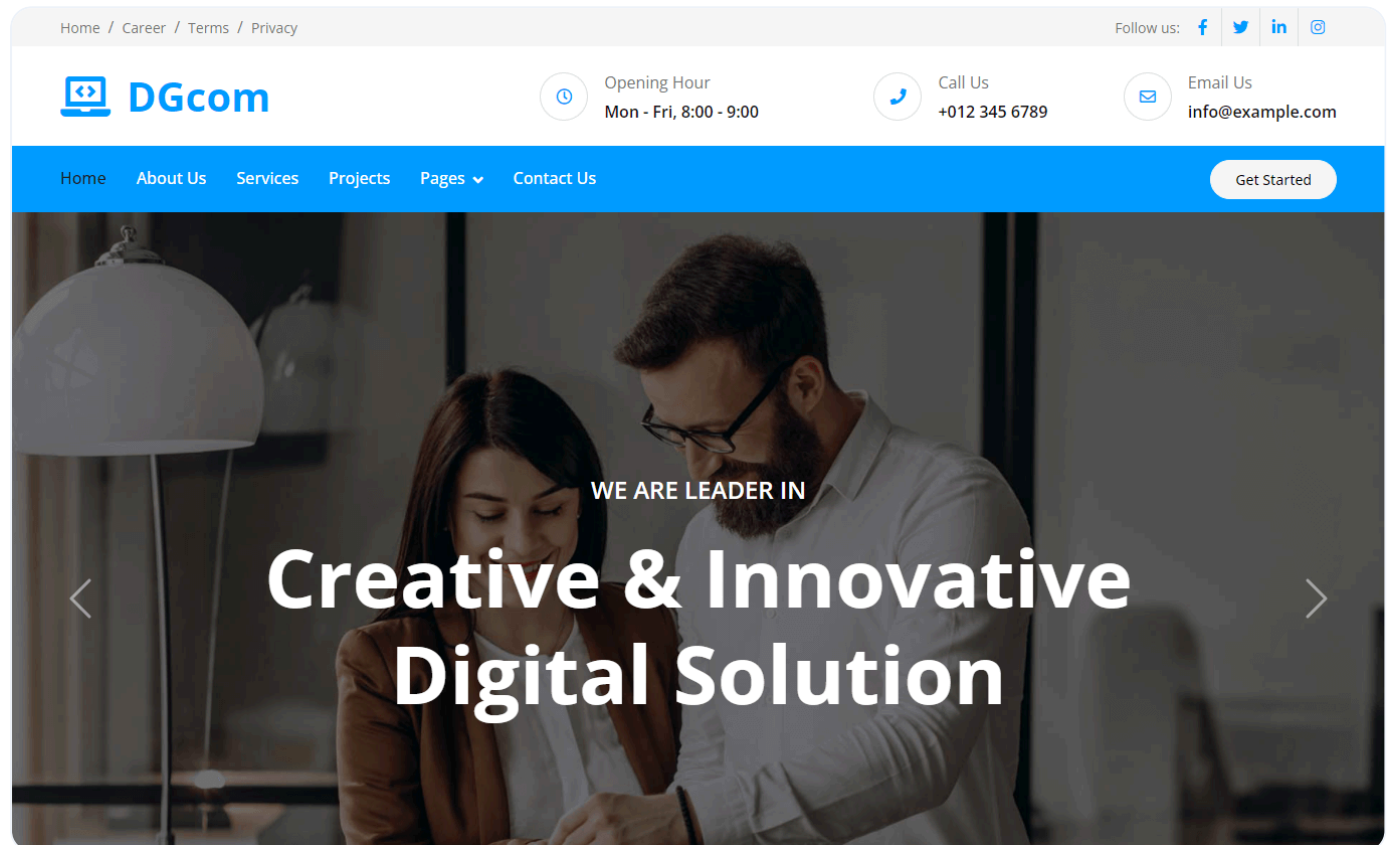 Home / Career / Terms / Privacy
Follow us:
DGcom
Opening Hour
Mon - Fri, 8:00 - 9:00
Call Us
+012 345 6789
Email Us
info@example.com
Home About Us Services Projects Pages Contact Us
Get Started
WE ARE LEADER IN
Creative & Innovative
Digital Solution